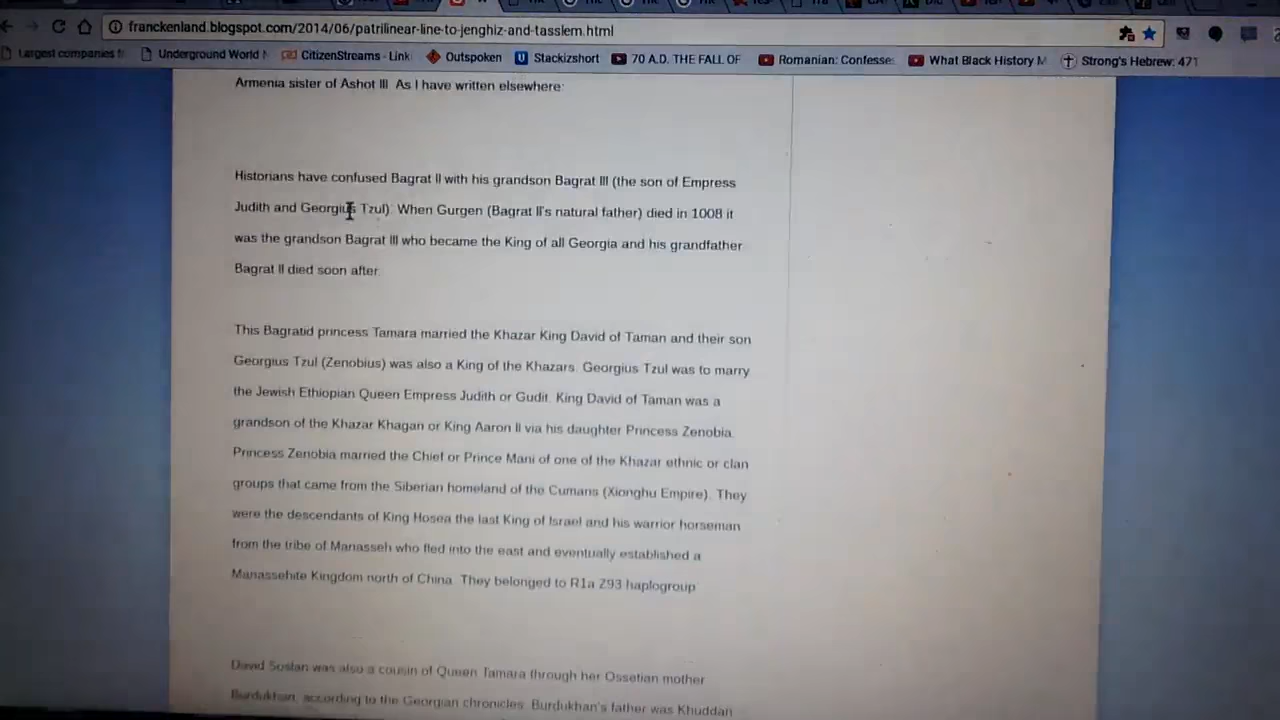 franckenland.blogspot.com/2014/06/patrilinear-line-to-jenghiz-and-tasslem.html
Largest companies
Underground World
CitizenStreams - Link
Outspoken
Stackizshort
70 A.D. THE FALL OF
Romanian: Confesse
What Black History M
Strong's Hebrew: 471
Armenia sister of Ashot III As I have written elsewhere:
Historians have confused Bagrat II with his grandson Bagrat III (the son of Empress
Judith and Georgius Tzul). When Gurgen (Bagrat II's natural father) died in 1008 it
was the grandson Bagrat III who became the King of all Georgia and his grandfather
Bagrat II died soon after.
This Bagratid princess Tamara married the Khazar King David of Taman and their son
Georgius Tzul (Zenobius) was also a King of the Khazars. Georgius Tzul was to marry
the Jewish Ethiopian Queen Empress Judith or Gudit. King David of Taman was a
grandson of the Khazar Khagan or King Aaron II via his daughter Princess Zenobia.
Princess Zenobia married the Chief or Prince Mani of one of the Khazar ethnic or clan
groups that came from the Siberian homeland of the Cumans (Xionghu Empire). They
were the descendants of King Hosea the last King of Israel and his warrior horseman
from the tribe of Manasseh who fled into the east and eventually established a
Manassehite Kingdom north of China. They belonged to R1a Z93 haplogroup
David Soslan was also a cousin of Queen Tamara through her Ossetian mother
Burdukhan, according to the Georgian chronicles. Burdukhan's father was Khuddan